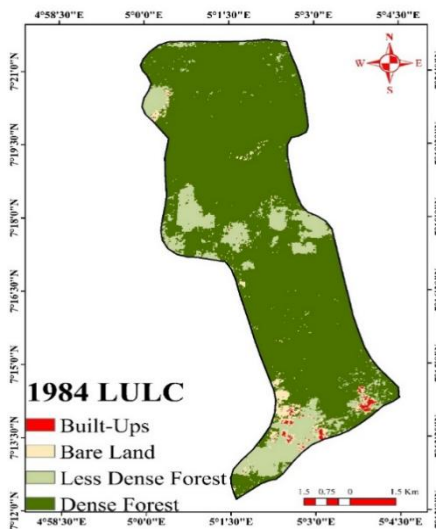 4°58'30"E 5°0'0"E 5°1'30"E 5°3'0"E 5°4'30"E
N
W E
S
7°21'0"N
7°19'30"N
7°18'0"N
7°16'30"N
7°15'0"N
7°13'30"N
7°12'0"N
1984 LULC
Built-Ups
Bare Land
Less Dense Forest
Dense Forest
1.5 0.75 0 1.5 Km
4°58'30"E 5°0'0"E 5°1'30"E 5°3'0"E 5°4'30"E